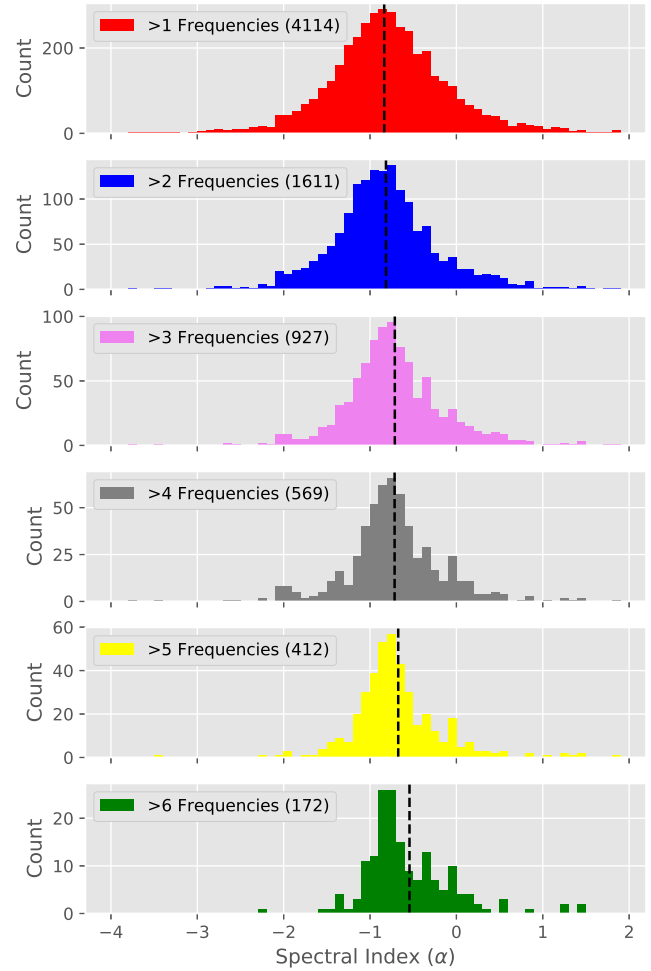 >1 Frequencies (4114)
200
0
Count
>2 Frequencies (1611)
100
50
0
Count
>3 Frequencies (927)
100
50
0
Count
>4 Frequencies (569)
50
25
0
Count
>5 Frequencies (412)
60
40
20
0
Count
>6 Frequencies (172)
20
10
0
Count
−4 −3 −2 −1 0 1 2
Spectral Index (α)